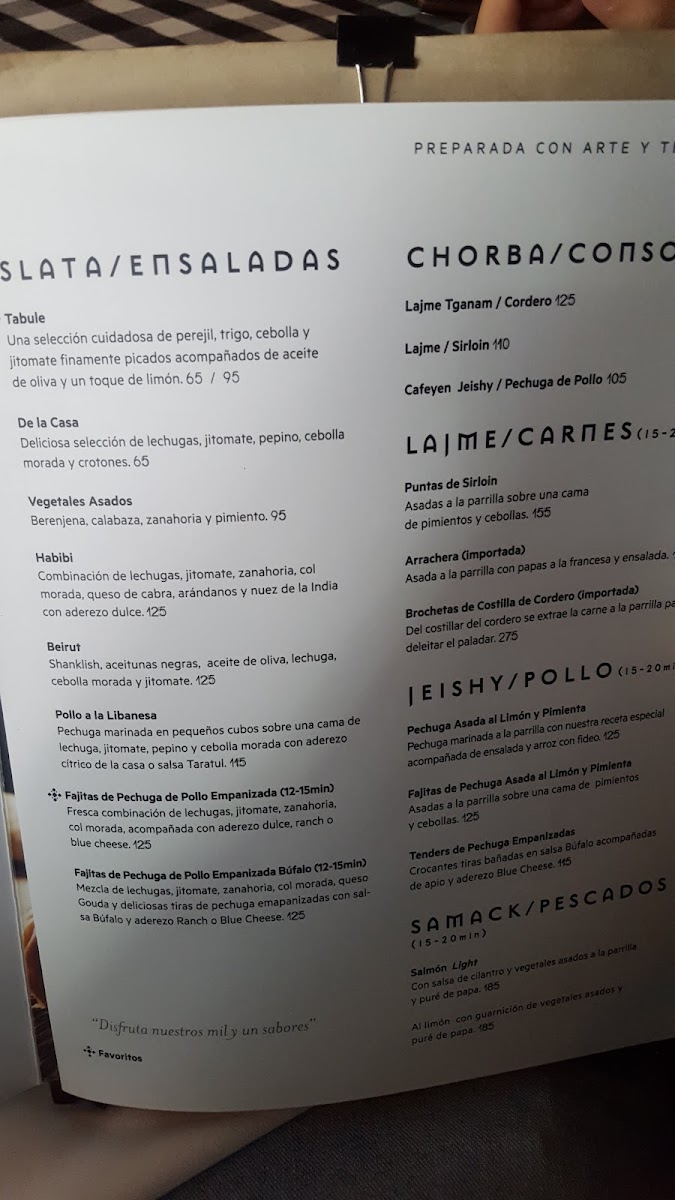 PREPARADA CON ARTE Y
SLATA/ENSALADAS
Tabule
Una selección cuidadosa de perejil, trigo, cebolla y
jitomate finamente picados acompañados de aceite
de oliva y un toque de limón. 65 / 95
De la Casa
Deliciosa selección de lechugas, jitomate, pepino, cebolla
morada y crotones. 65
Vegetales Asados
Berenjena, calabaza, zanahoria y pimiento. 95
Habibi
Combinación de lechugas, jitomate, zanahoria, col
morada, queso de cabra, arándanos y nuez de la India
con aderezo dulce. 125
Beirut
Shanklish, aceitunas negras, aceite de oliva, lechuga,
cebolla morada y jitomate. 125
Pollo a la Libanesa
Pechuga marinada en pequeños cubos sobre una cama de
lechuga, jitomate, pepino y cebolla morada con aderezo
cítrico de la casa o salsa Taratul. 115
Fajitas de Pechuga de Pollo Empanizada (12-15min)
Fresca combinación de lechugas, jitomate, zanahoria,
col morada, acompañada con aderezo dulce, ranch o
blue cheese. 125
Fajitas de Pechuga de Pollo Empanizada Búfalo (12-15min)
Mezcla de lechugas, jitomate, zanahoria, col morada, queso
Gouda y deliciosas tiras de pechuga emapanizadas con sal-
sa Búfalo y aderezo Ranch o Blue Cheese. 125
"Disfruta nuestros mil y un sabores"
Favoritos
CHORBA/CONSO
Lajme Tganam / Cordero 125
Lajme / Sirloin 110
Cafeyen Jeishy / Pechuga de Pollo 105
LAJME/CARNES (15-2
Puntas de Sirloin
Asadas a la parrilla sobre una cama
de pimientos y cebollas. 155
Arrachera (importada)
Asada a la parrilla con papas a la francesa y ensalada.
Brochetas de Costilla de Cordero (importada)
Del costillar del cordero se extrae la carne a la parrilla pa
deleitar el paladar. 275
JEISHY/POLLO (15-20mi
Pechuga Asada al Limón y Pimienta
Pechuga marinada a la parrilla con nuestra receta especial
acompañada de ensalada y arroz con fideo. 125
Fajitas de Pechuga Asada al Limón y Pimienta
Asadas a la parrilla sobre una cama de pimientos
y cebollas. 125
Tenders de Pechuga Empanizadas
Crocantes tiras bañadas en salsa Búfalo acompañadas
de apio y aderezo Blue Cheese. 115
SAMACK/PESCADOS
(15-20min)
Salmón Light
Con salsa de cilantro y vegetales asados a la parrilla
y puré de papa. 185
Al limón con guarnición de vegetales asados y
puré de papa. 185